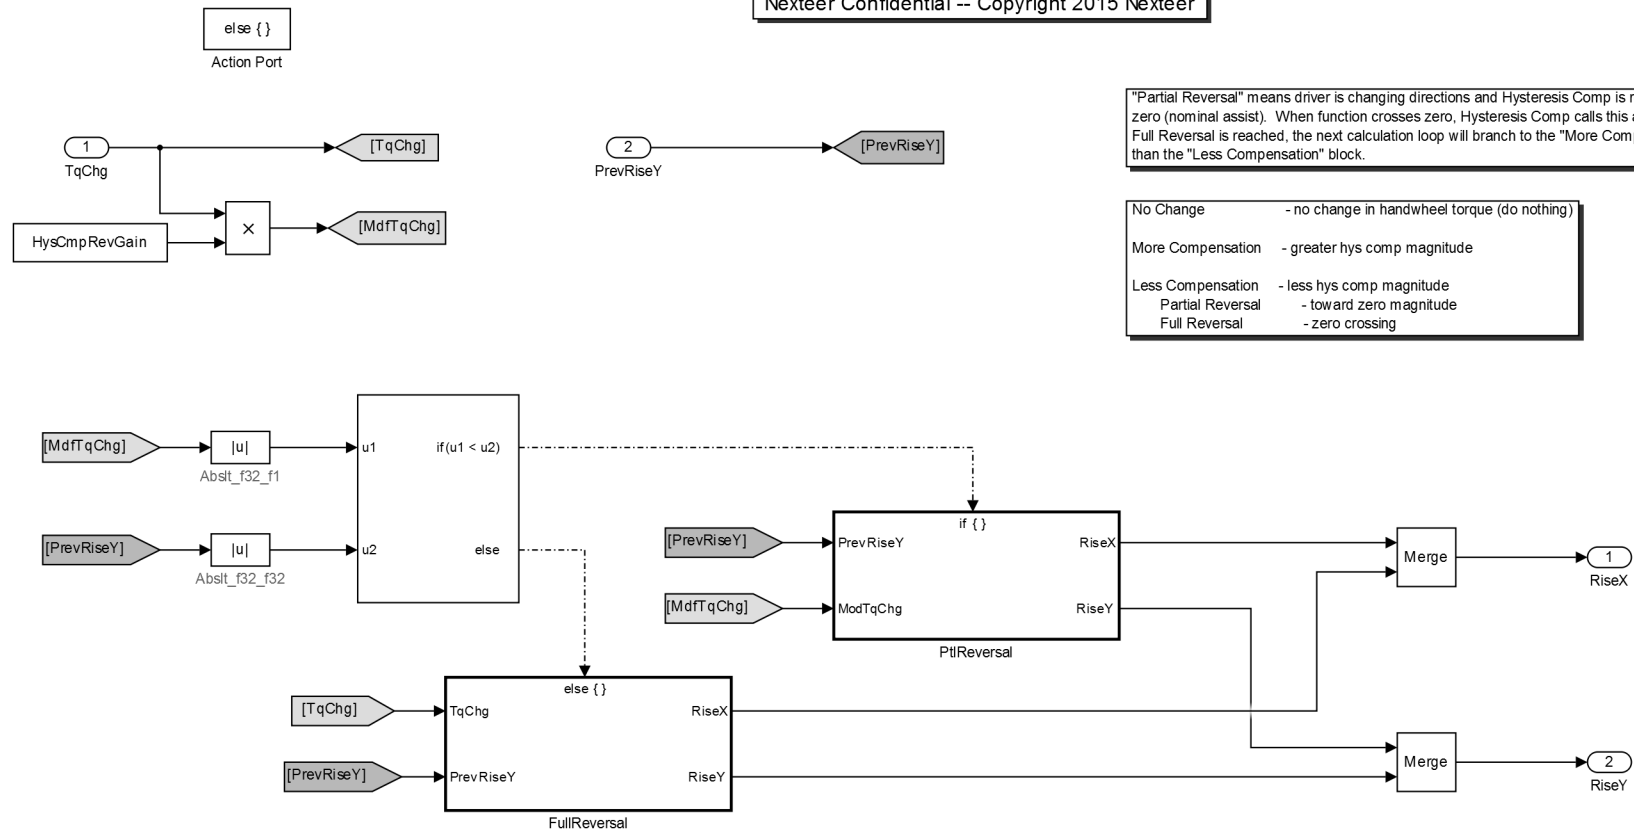 Nexteer Confidential -- Copyright 2015 Nexteer
else { }
Action Port
"Partial Reversal" means driver is changing directions and Hysteresis Comp is
zero (nominal assist).  When function crosses zero, Hysteresis Comp calls this
Full Reversal is reached, the next calculation loop will branch to the "More
than the "Less Compensation" block.
1
TqChg
[TqChg]
2
PrevRiseY
[PrevRiseY]
HysCmpRevGain
×
[MdfTqChg]
No Change - no change in handwheel torque (do nothing)
More Compensation - greater hys comp magnitude
Less Compensation - less hys comp magnitude
Partial Reversal - toward zero magnitude
Full Reversal - zero crossing
[MdfTqChg]
|u|
Abslt_f32_f1
u1
if(u1 < u2)
[PrevRiseY]
|u|
Abslt_f32_f32
u2
else
if { }
[PrevRiseY]
PrevRiseY
RiseX
[MdfTqChg]
ModTqChg
RiseY
PtlReversal
Merge
1
RiseX
else { }
[TqChg]
TqChg
RiseX
[PrevRiseY]
PrevRiseY
RiseY
FullReversal
Merge
2
RiseY